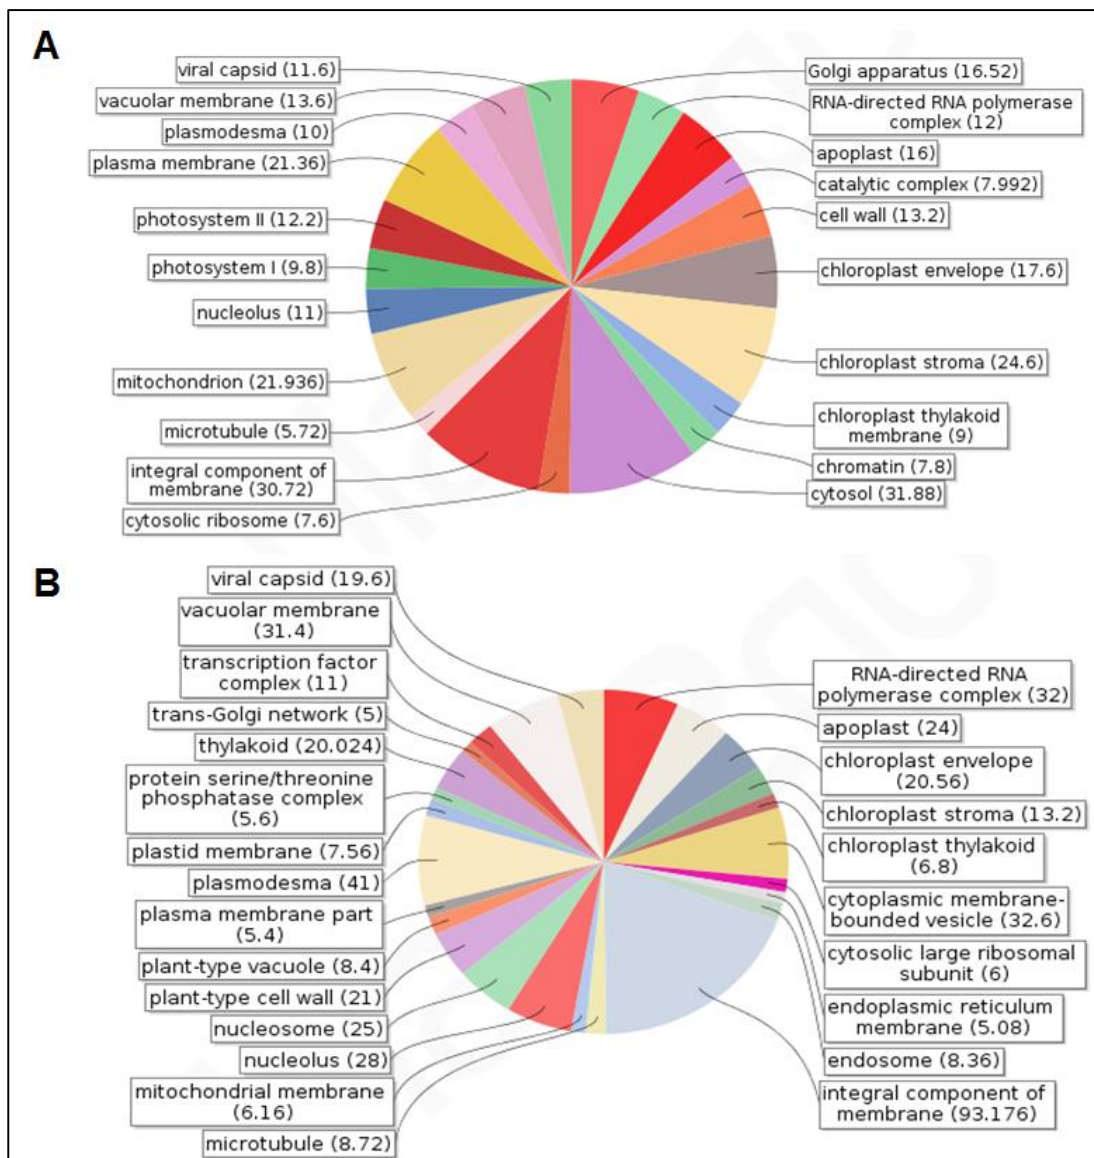 A
viral capsid (11.6)
vacuolar membrane (13.6)
plasmodesma (10)
plasma membrane (21.36)
photosystem II (12.2)
photosystem I (9.8)
nucleolus (11)
mitochondrion (21.936)
microtubule (5.72)
integral component of
membrane (30.72)
cytosolic ribosome (7.6)
Golgi apparatus (16.52)
RNA-directed RNA polymerase
complex (12)
apoplast (16)
catalytic complex (7.992)
cell wall (13.2)
chloroplast envelope (17.6)
chloroplast stroma (24.6)
chloroplast thylakoid
membrane (9)
chromatin (7.8)
cytosol (31.88)
B
viral capsid (19.6)
vacuolar membrane
(31.4)
transcription factor
complex (11)
trans-Golgi network (5)
thylakoid (20.024)
protein serine/threonine
phosphatase complex
(5.6)
plastid membrane (7.56)
plasmodesma (41)
plasma membrane part
(5.4)
plant-type vacuole (8.4)
plant-type cell wall (21)
nucleosome (25)
nucleolus (28)
mitochondrial membrane
(6.16)
microtubule (8.72)
RNA-directed RNA
polymerase complex (32)
apoplast (24)
chloroplast envelope
(20.56)
chloroplast stroma (13.2)
chloroplast thylakoid
(6.8)
cytoplasmic membrane-
bounded vesicle (32.6)
cytosolic large ribosomal
subunit (6)
endoplasmic reticulum
membrane (5.08)
endosome (8.36)
integral component of
membrane (93.176)